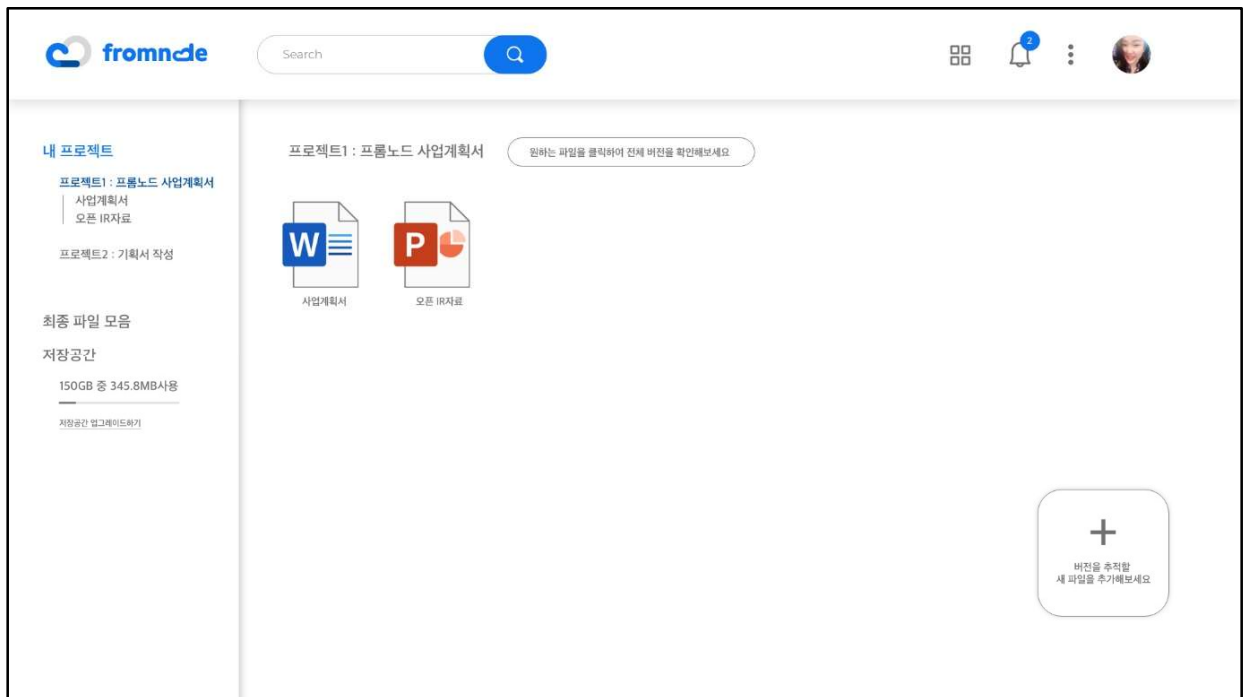 fromnode
Search
2
내 프로젝트
프로젝트1 : 프롬노드 사업계획서
사업계획서
오픈 IR자료
프로젝트2 : 기획서 작성
최종 파일 모음
저장공간
150GB 중 345.8MB사용
저장공간 업그레이드하기
프로젝트1 : 프롬노드 사업계획서
원하는 파일을 클릭하여 전체 버전을 확인해보세요
W
P
사업계획서
오픈 IR자료
버전을 추적할
새 파일을 추가해보세요